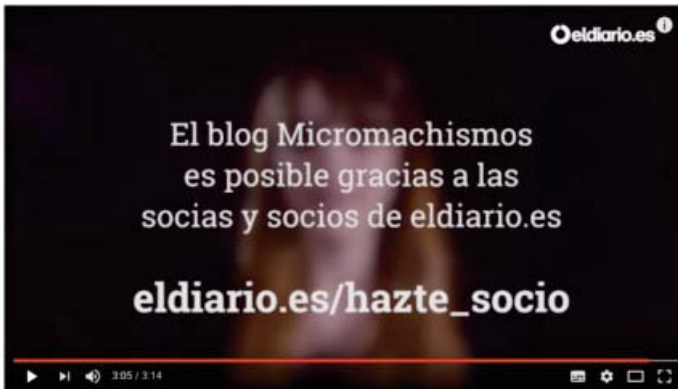 eldiario.es
El blog Micromachismos
es posible gracias a las
socias y socios de eldiario.es
eldiario.es/hazte_socio
3:05 / 3:14